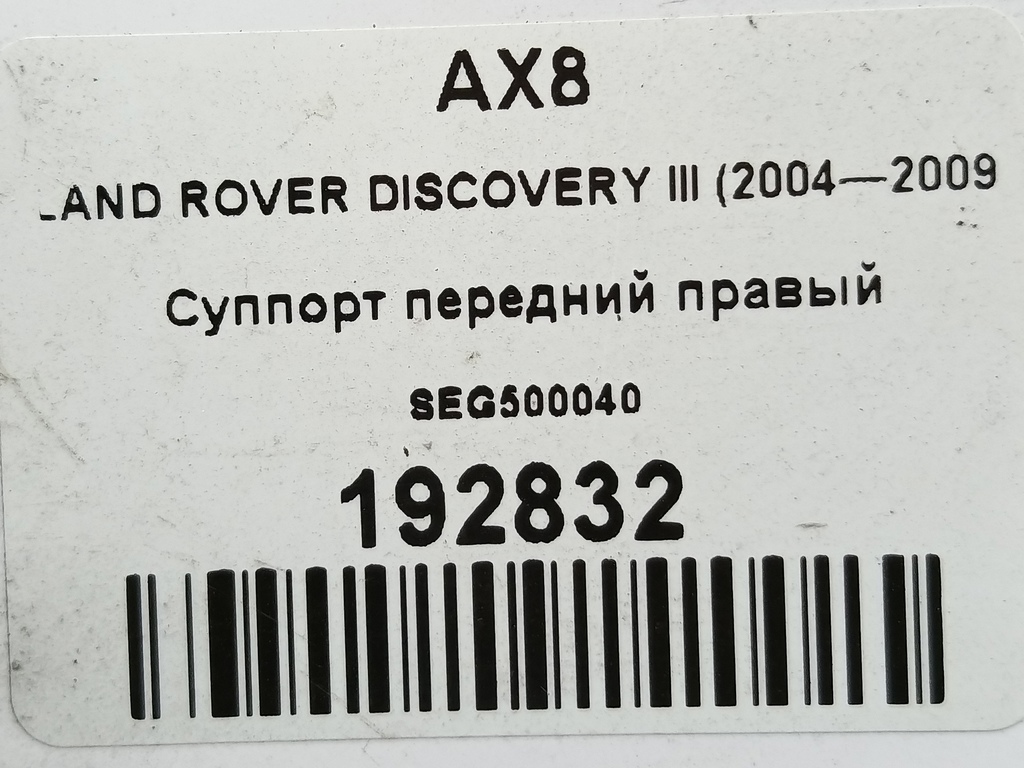 AX8
LAND ROVER DISCOVERY III (2004—2009
Суппорт передний правый
SEG500040
192832